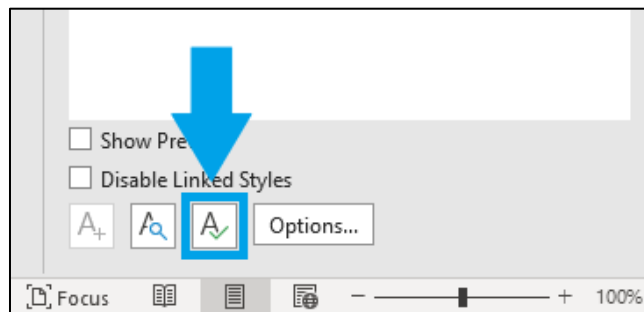 Show Pre
Disable Linked Styles
A+ A A Options...
Focus 100%